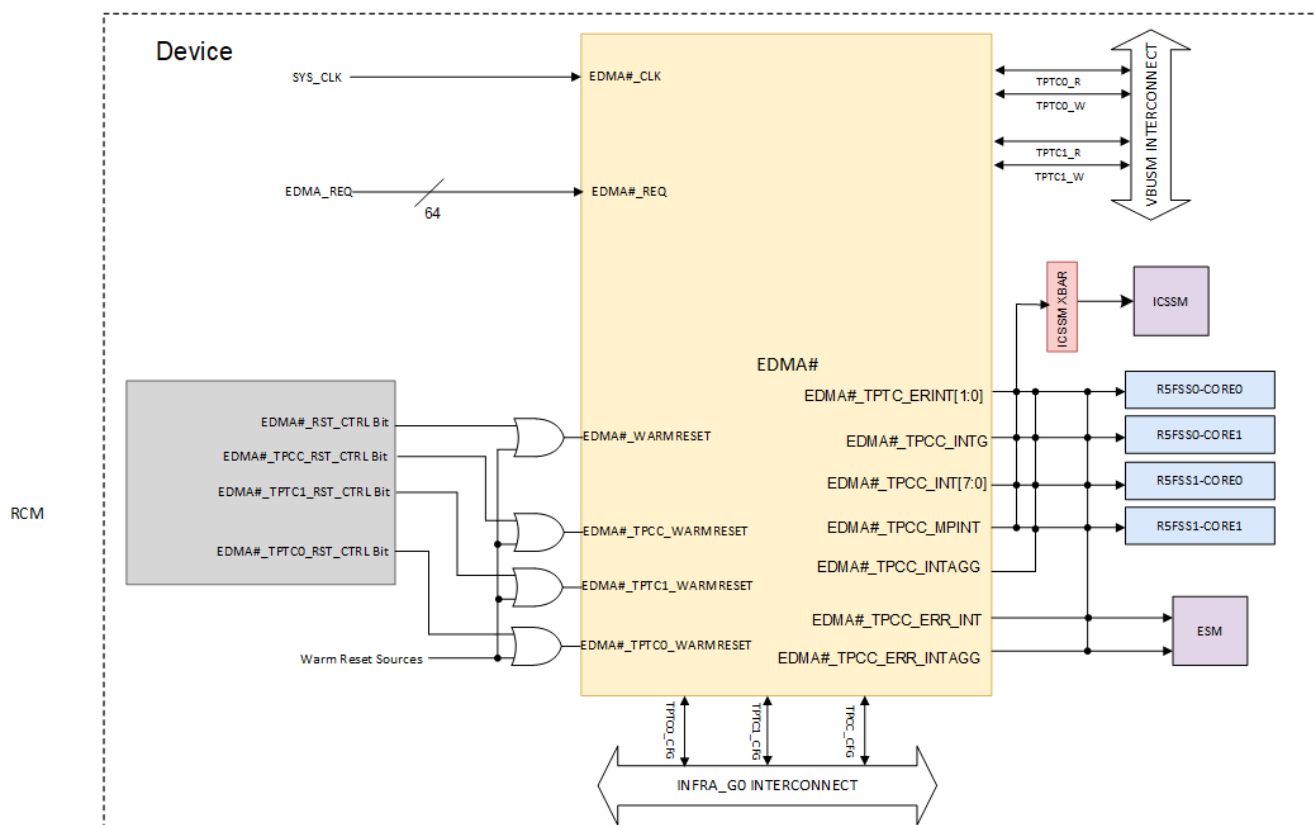 Device
SYS_CLK
EDMA#_CLK
EDMA_REQ
64
EDMA#_REQ
TPTC0_R
TPTC0_W
TPTC1_R
TPTC1_W
VBUSM INTERCONNECT
ICSSM XBAR
ICSSM
EDMA#
RCM
EDMA#_RST_CTRL Bit
EDMA#_TPCC_RST_CTRL Bit
EDMA#_TPTC1_RST_CTRL Bit
EDMA#_TPTC0_RST_CTRL Bit
Warm Reset Sources
EDMA#_WARMRESET
EDMA#_TPCC_WARMRESET
EDMA#_TPTC1_WARMRESET
EDMA#_TPTC0_WARMRESET
EDMA#_TPTC_ERINT[1:0]
EDMA#_TPCC_INTG
EDMA#_TPCC_INT[7:0]
EDMA#_TPCC_MPINT
EDMA#_TPCC_INTAGG
EDMA#_TPCC_ERR_INT
EDMA#_TPCC_ERR_INTAGG
R5FSS0-CORE0
R5FSS0-CORE1
R5FSS1-CORE0
R5FSS1-CORE1
ESM
TPTC0_CFG
TPTC1_CFG
TPCC_CFG
INFRA_G0 INTERCONNECT